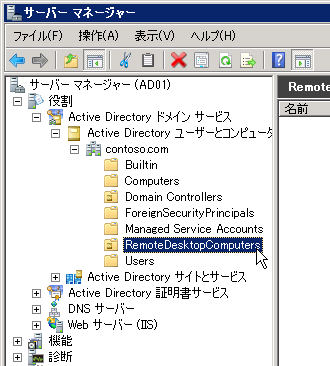 サーバー マネージャー
ファイル(F) 操作(A) 表示(V) ヘルプ(H)
サーバー マネージャー (AD01)
役割
Active Directory ドメイン サービス
Active Directory ユーザーとコンピュータ
contoso.com
Builtin
Computers
Domain Controllers
ForeignSecurityPrincipals
Managed Service Accounts
RemoteDesktopComputers
Users
Active Directory サイトとサービス
Active Directory 証明書サービス
DNS サーバー
Web サーバー (IIS)
機能
診断
Remote
名前